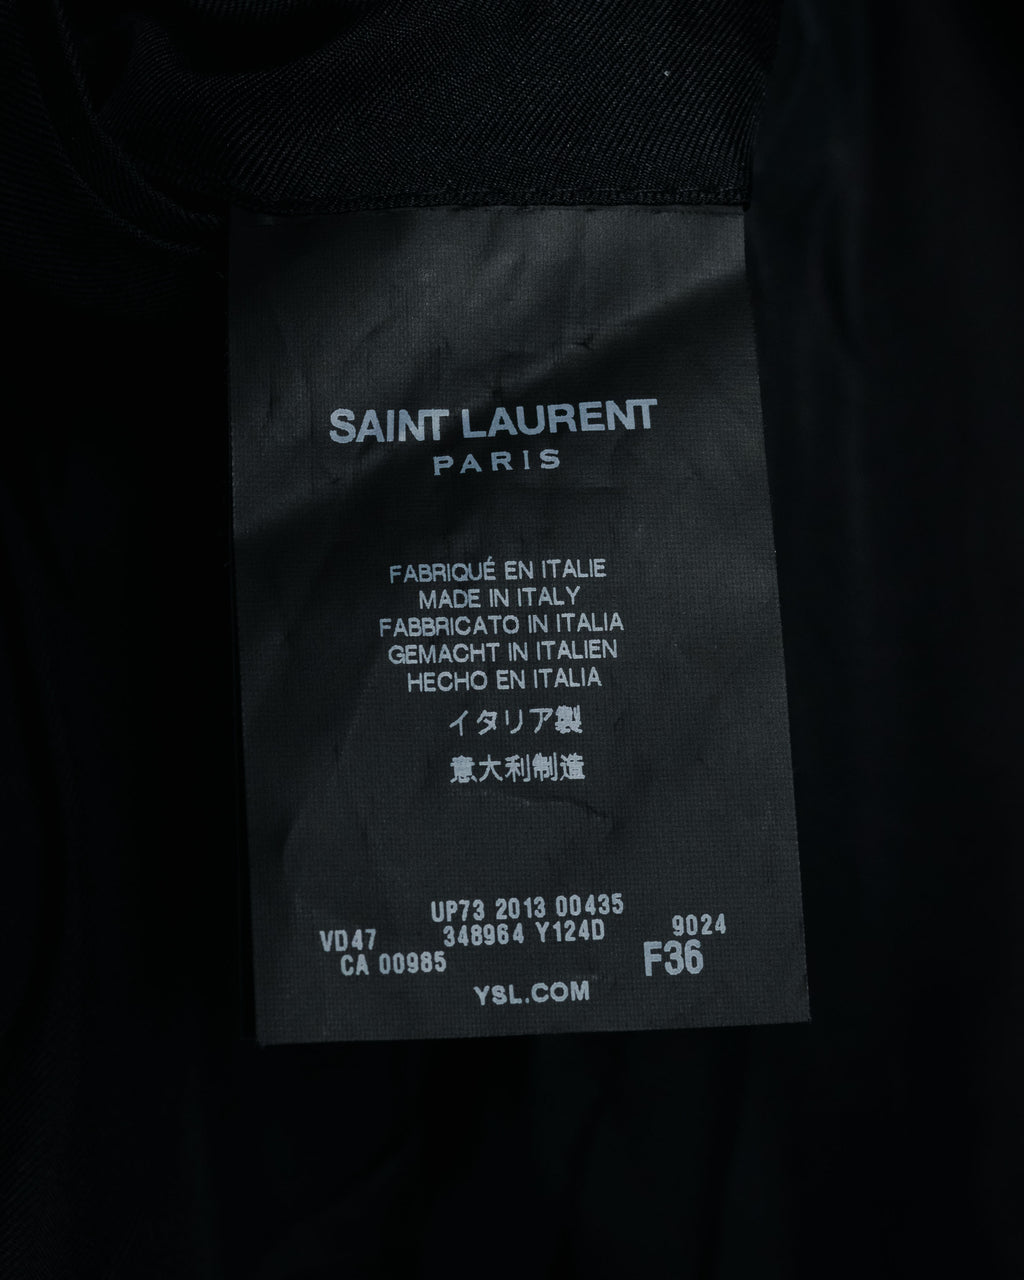 SAINT LAURENT
PARIS
FABRIQUÉ EN ITALIE
MADE IN ITALY
FABBRICATO IN ITALIA
GEMACHT IN ITALIEN
HECHO EN ITALIA
イタリア製
意大利制造
UP73 2013 00435
VD47 348964 Y124D 9024
CA 00985 F36
YSL.COM